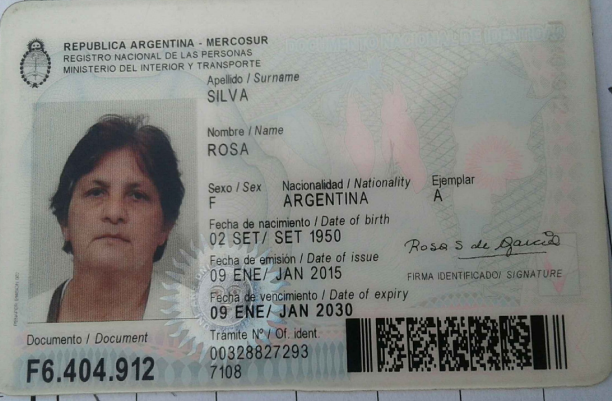 REPUBLICA ARGENTINA - MERCOSUR
REGISTRO NACIONAL DE LAS PERSONAS
MINISTERIO DEL INTERIOR Y TRANSPORTE
Apellido / Surname
SILVA
Nombre / Name
ROSA
Sexo / Sex Nacionalidad / Nationality Ejemplar
F ARGENTINA A
Fecha de nacimiento / Date of birth
02 SET/ SET 1950
Fecha de emisión / Date of issue
09 ENE/ JAN 2015
Rosa S de Garcia
FIRMA IDENTIFICADO/ SIGNATURE
Fecha de vencimiento / Date of expiry
09 ENE/ JAN 2030
Documento / Document
F6.404.912
Trámite Nº / Of. ident.
00328827293
7108